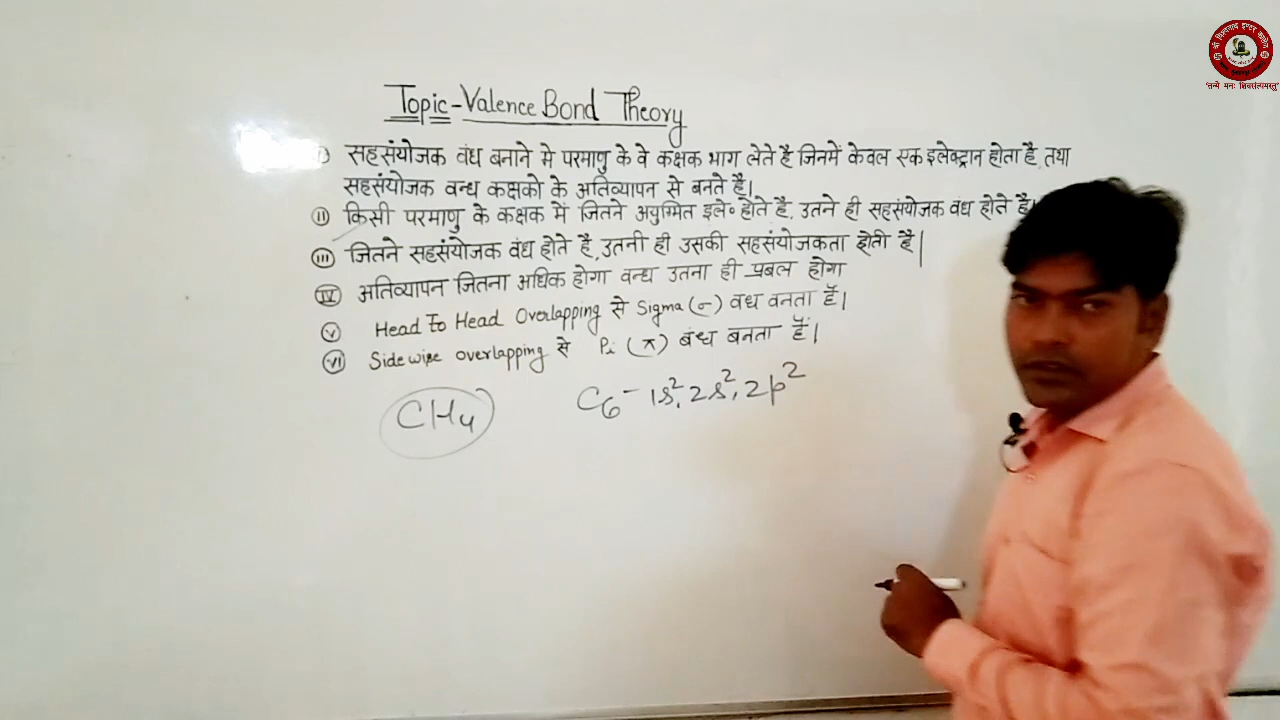 Topic-Valence Bond Theory
सहसंयोजक वंध बनाने मे परमाणु के वे कक्षक भाग लेते है जिनमें केवल एक इलेक्ट्रान होता है, तथा
सहसंयोजक वन्ध कक्षको के अतिव्यापन से बनते है।
(II) किसी परमाणु के कक्षक में जितने अयुग्मित इले० होते है, उतने ही सहसंयोजक वंध होते है।
(III) जितने सहसंयोजक वंध होते है, उतनी ही उसकी सहसंयोजकता होती है।
(IV) अतिव्यापन जितना अधिक होगा वन्ध उतना ही प्रबल होगा
(V) Head To Head Overlapping से Sigma (σ) वंध वनता हैं।
(VI) Sidewise overlapping से Pi (π) बंध बनता हैं।
CH₄ C₆ - 1s², 2s², 2p²